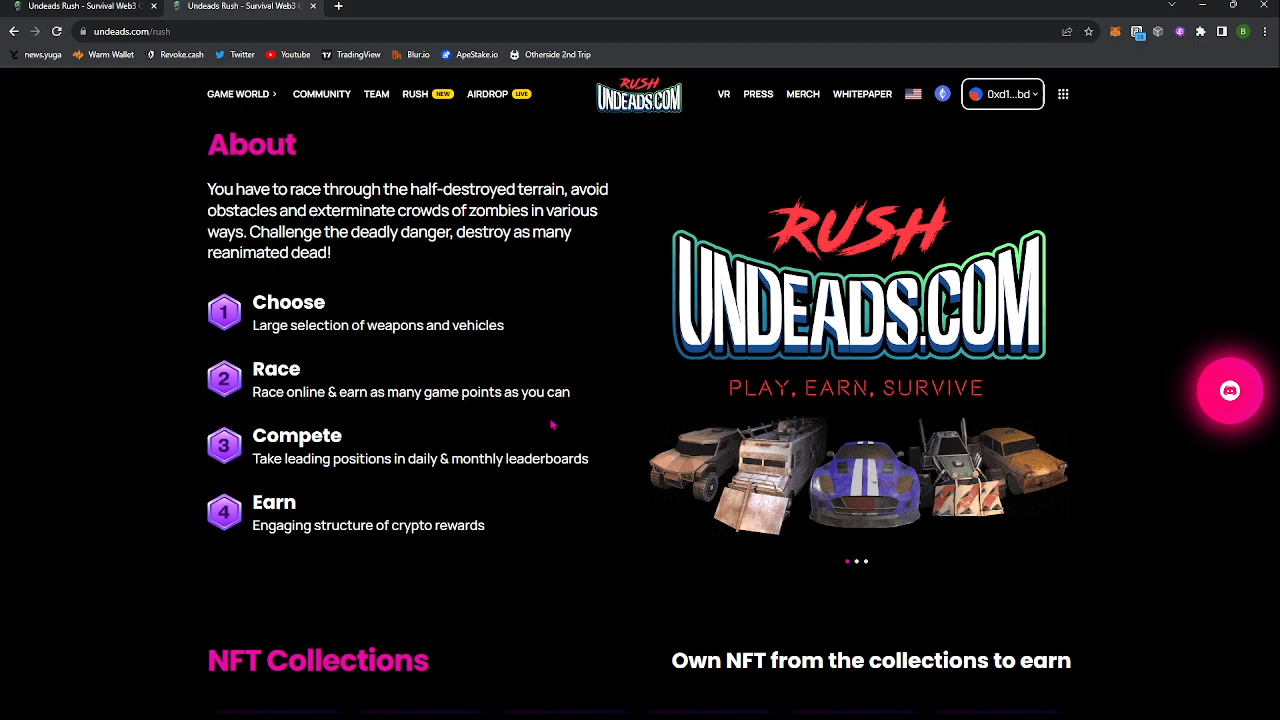 Undeads Rush - Survival Web3
Undeads Rush - Survival Web3
undeads.com/rush
news.yuga
Warm Wallet
Revoke.cash
Twitter
Youtube
TradingView
Blur.io
ApeStake.io
Otherside 2nd Trip
B
GAME WORLD
COMMUNITY
TEAM
RUSH NEW
AIRDROP LIVE
RUSH
UNDEADS.COM
VR
PRESS
MERCH
WHITEPAPER
0xd1...bd
About
You have to race through the half-destroyed terrain, avoid
obstacles and exterminate crowds of zombies in various
ways. Challenge the deadly danger, destroy as many
reanimated dead!
1
Choose
Large selection of weapons and vehicles
2
Race
Race online & earn as many game points as you can
3
Compete
Take leading positions in daily & monthly leaderboards
4
Earn
Engaging structure of crypto rewards
RUSH
UNDEADS.COM
PLAY, EARN, SURVIVE
NFT Collections
Own NFT from the collections to earn